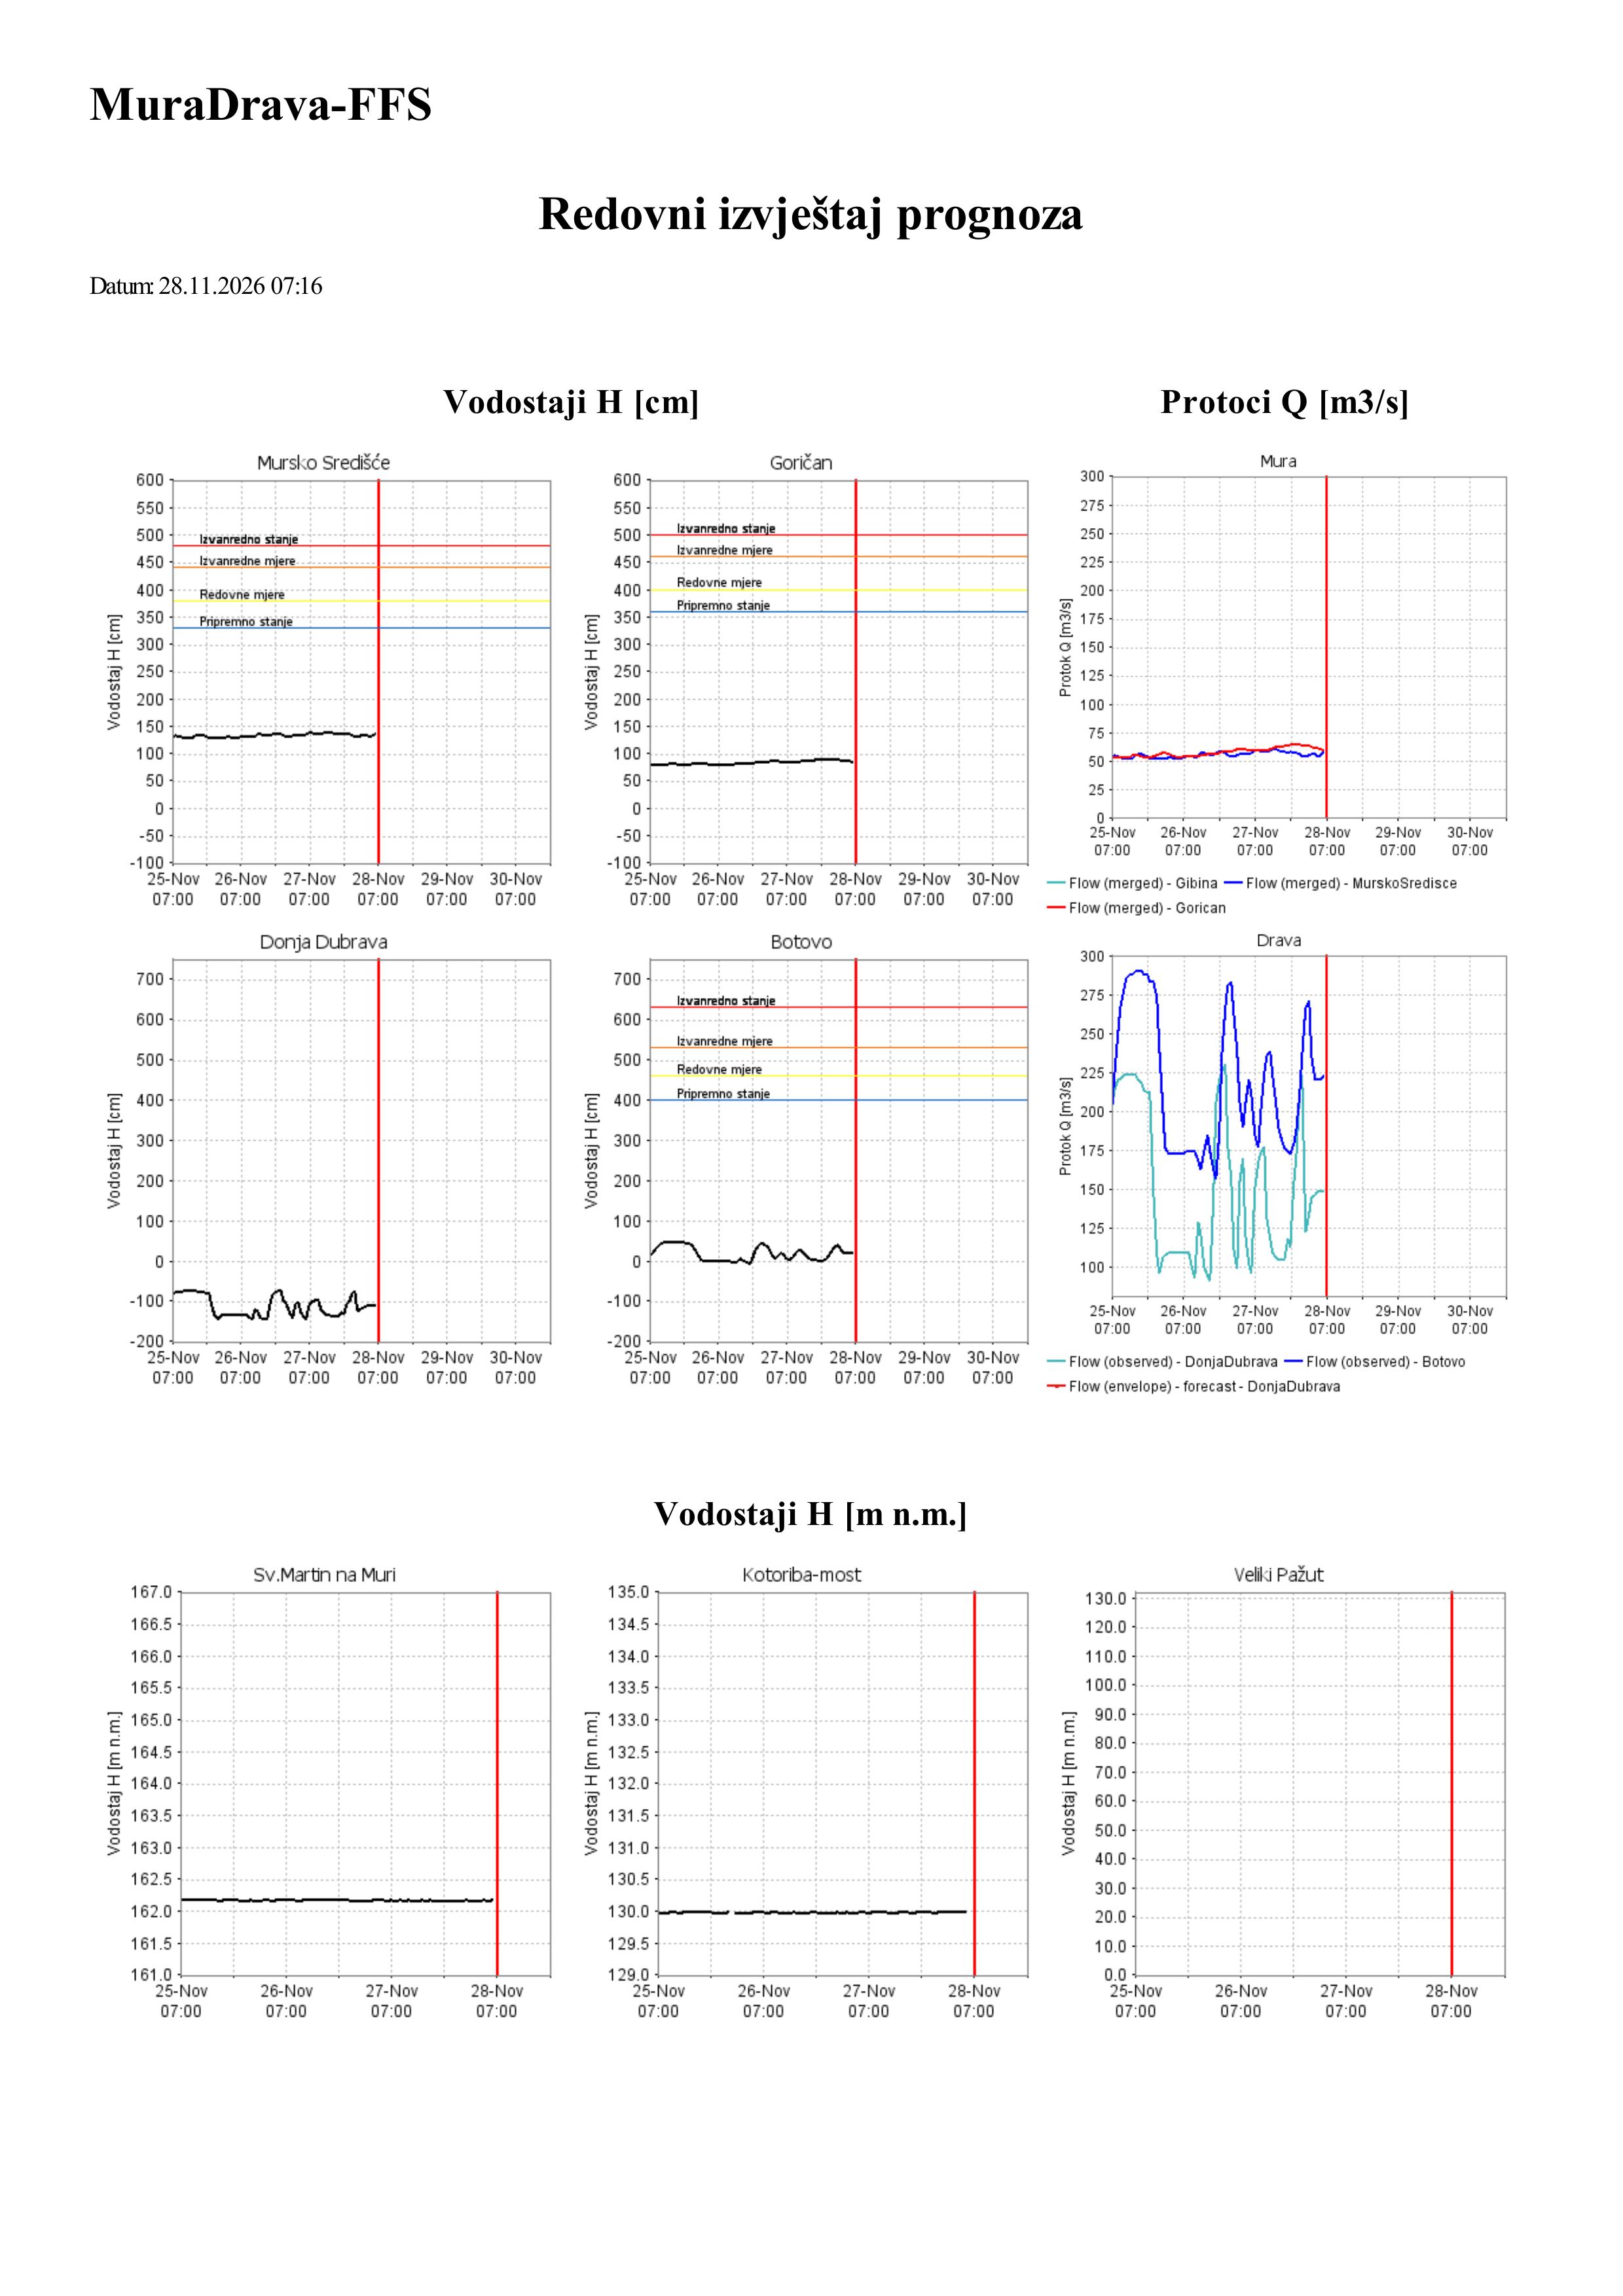 MuraDrava-FFS
Redovni izvještaj prognoza
Datum: 28.11.2026 07:16
Vodostaji H [cm]
Protoci Q [m3/s]
Mursko Središće
600
550
500
450
400
350
300
250
200
150
100
50
0
-50
-100
Vodostaj H [cm]
Izvanredno stanje
Izvanredne mjere
Redovne mjere
Pripremno stanje
25-Nov 26-Nov 27-Nov 28-Nov 29-Nov 30-Nov
07:00 07:00 07:00 07:00 07:00 07:00
Goričan
600
550
500
450
400
350
300
250
200
150
100
50
0
-50
-100
Vodostaj H [cm]
Izvanredno stanje
Izvanredne mjere
Redovne mjere
Pripremno stanje
25-Nov 26-Nov 27-Nov 28-Nov 29-Nov 30-Nov
07:00 07:00 07:00 07:00 07:00 07:00
Mura
300
275
250
225
200
175
150
125
100
75
50
25
0
Protok Q [m3/s]
25-Nov 26-Nov 27-Nov 28-Nov 29-Nov 30-Nov
07:00 07:00 07:00 07:00 07:00 07:00
Flow (merged) - Gibina Flow (merged) - MurskoSredisce
Flow (merged) - Gorican
Donja Dubrava
700
600
500
400
300
200
100
0
-100
-200
Vodostaj H [cm]
25-Nov 26-Nov 27-Nov 28-Nov 29-Nov 30-Nov
07:00 07:00 07:00 07:00 07:00 07:00
Botovo
700
600
500
400
300
200
100
0
-100
-200
Vodostaj H [cm]
Izvanredno stanje
Izvanredne mjere
Redovne mjere
Pripremno stanje
25-Nov 26-Nov 27-Nov 28-Nov 29-Nov 30-Nov
07:00 07:00 07:00 07:00 07:00 07:00
Drava
300
275
250
225
200
175
150
125
100
Protok Q [m3/s]
25-Nov 26-Nov 27-Nov 28-Nov 29-Nov 30-Nov
07:00 07:00 07:00 07:00 07:00 07:00
Flow (observed) - DonjaDubrava Flow (observed) - Botovo
Flow (envelope) - forecast - DonjaDubrava
Vodostaji H [m n.m.]
Sv.Martin na Muri
167.0
166.5
166.0
165.5
165.0
164.5
164.0
163.5
163.0
162.5
162.0
161.5
161.0
Vodostaj H [m n.m.]
25-Nov 26-Nov 27-Nov 28-Nov
07:00 07:00 07:00 07:00
Kotoriba-most
135.0
134.5
134.0
133.5
133.0
132.5
132.0
131.5
131.0
130.5
130.0
129.5
129.0
Vodostaj H [m n.m.]
25-Nov 26-Nov 27-Nov 28-Nov
07:00 07:00 07:00 07:00
Veliki Pažut
130.0
120.0
110.0
100.0
90.0
80.0
70.0
60.0
50.0
40.0
30.0
20.0
10.0
0.0
Vodostaj H [m n.m.]
25-Nov 26-Nov 27-Nov 28-Nov
07:00 07:00 07:00 07:00